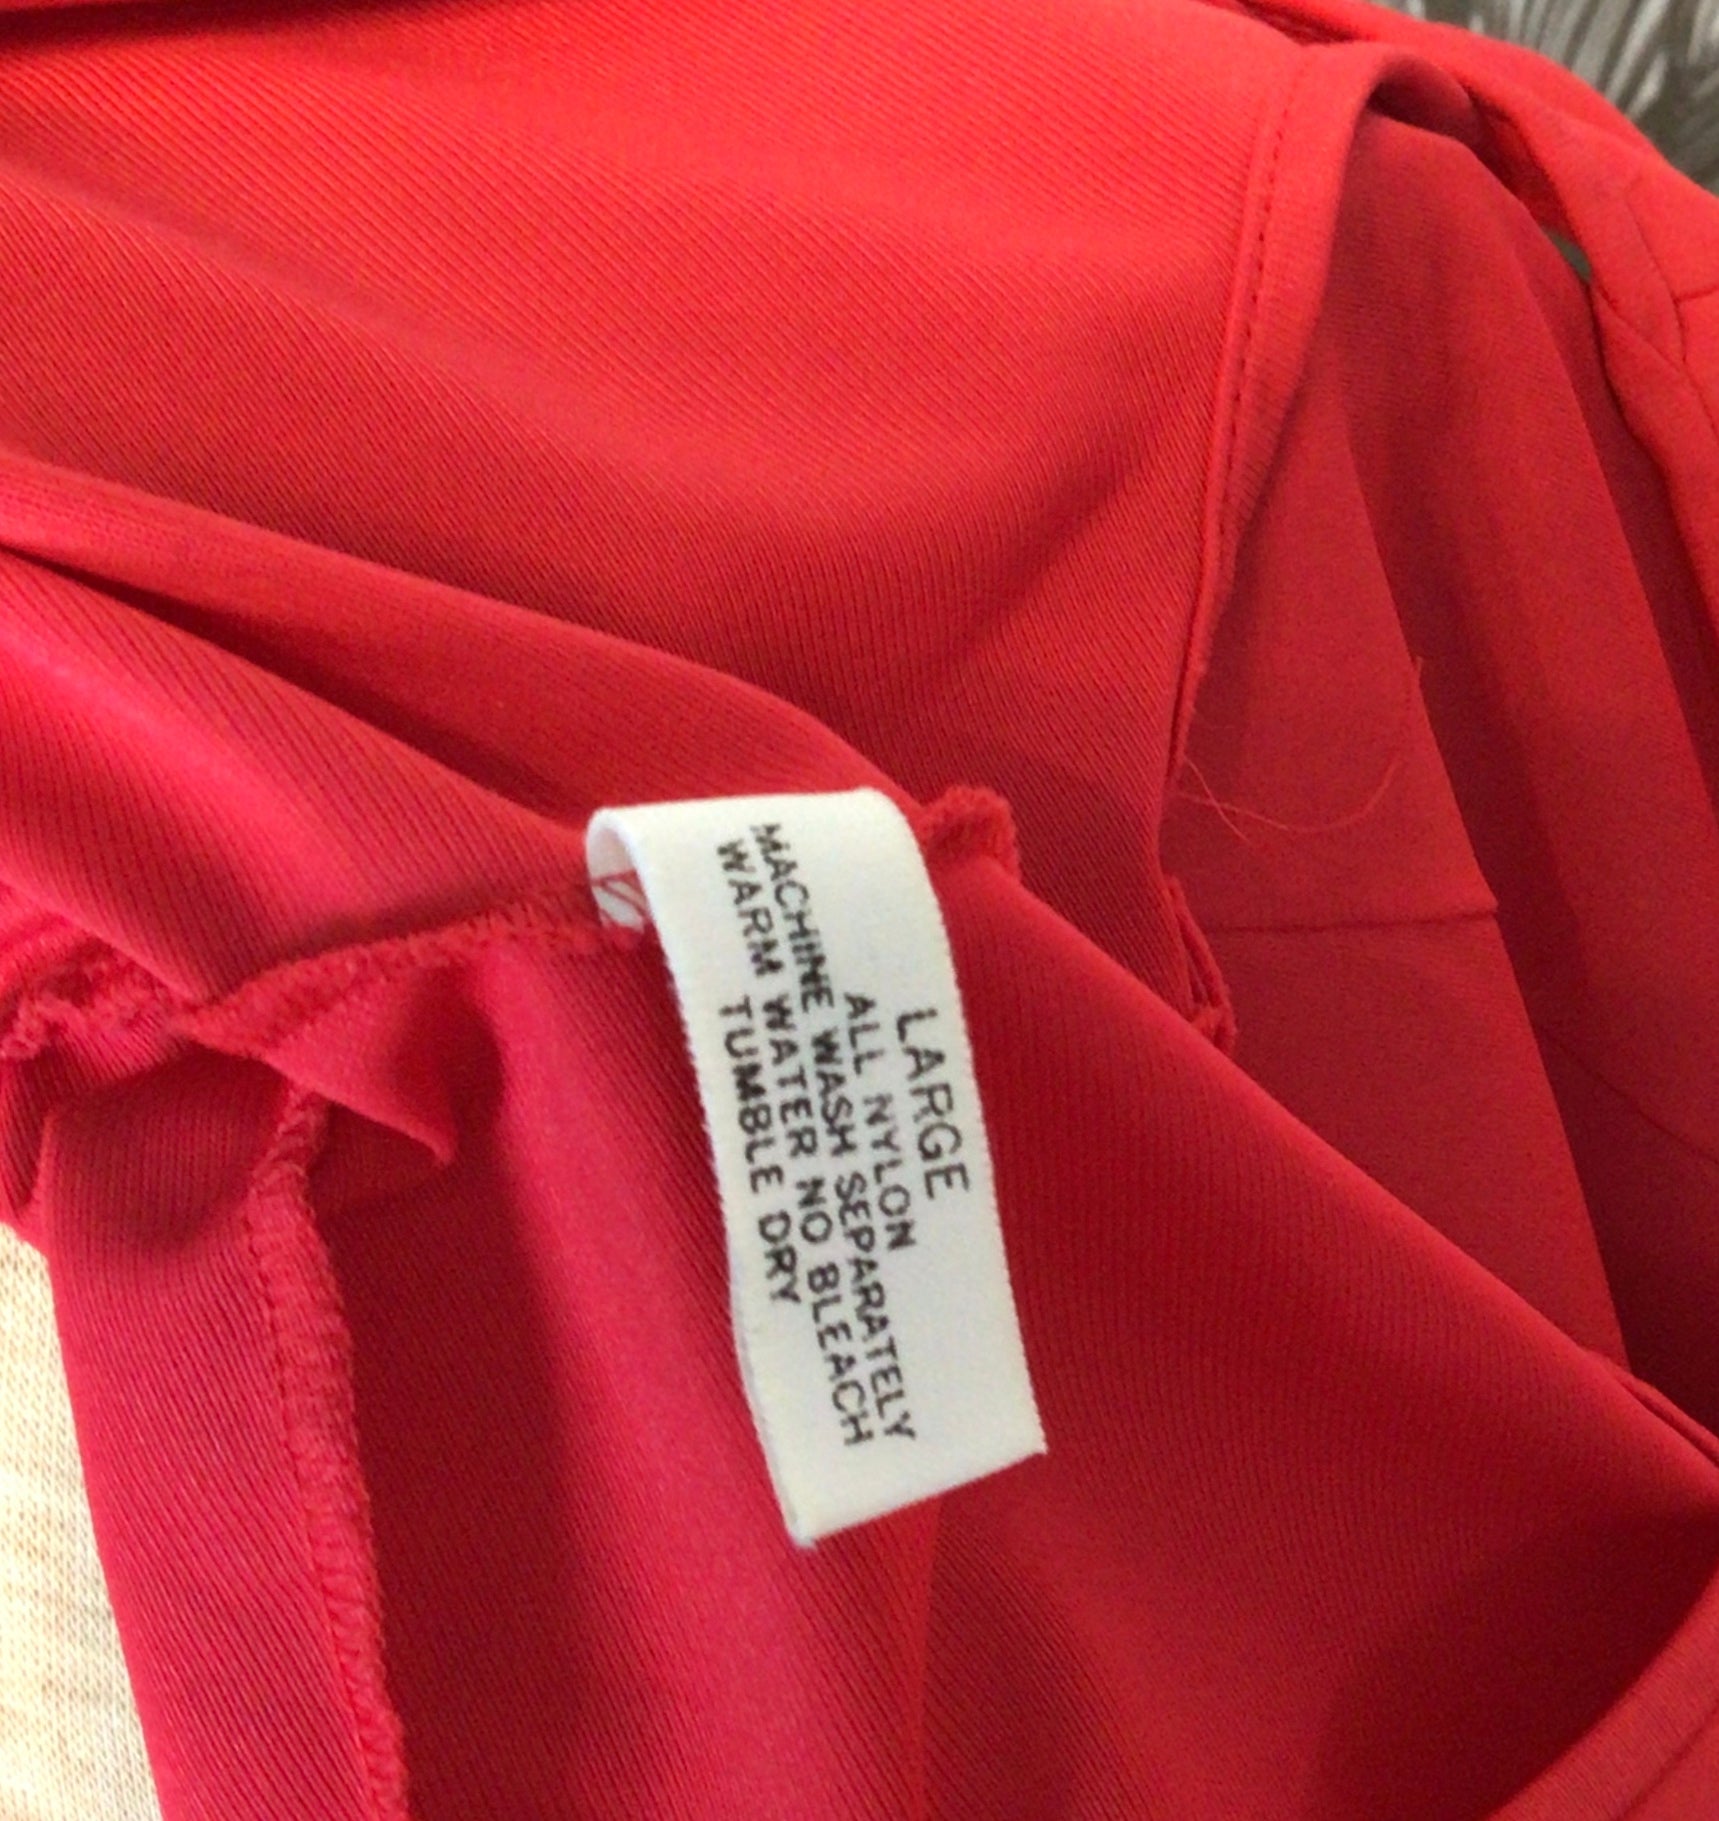 LARGE
ALL NYLON
MACHINE WASH SEPARATELY
WARM WATER NO BLEACH
TUMBLE DRY